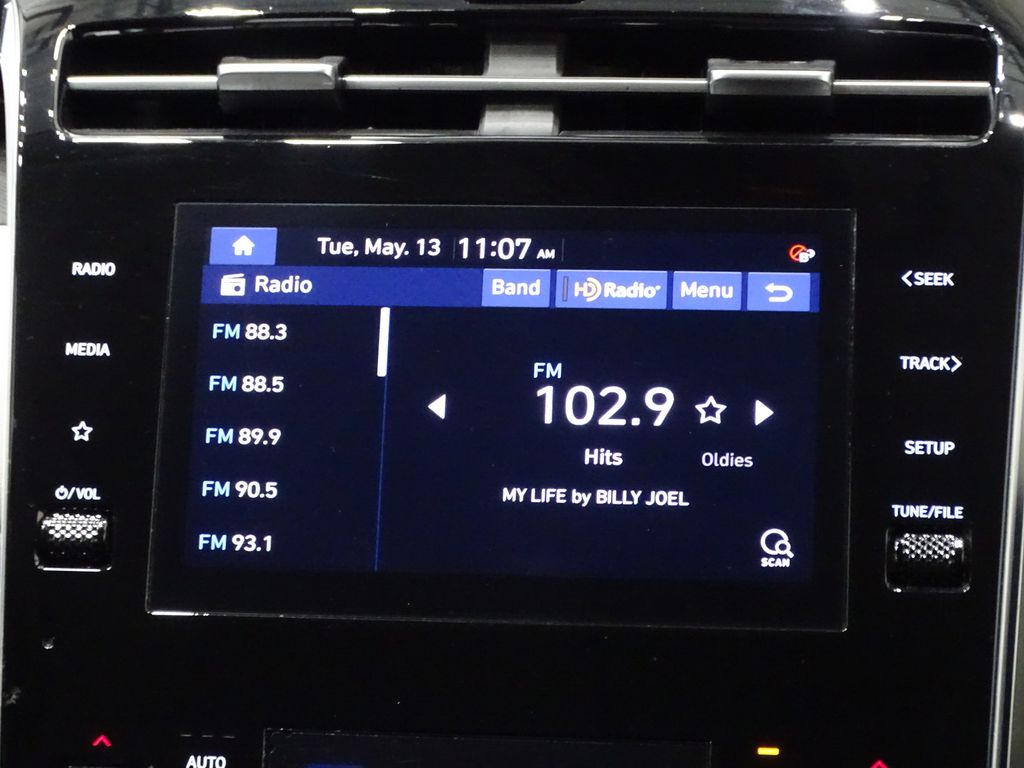 Tue, May. 13 11:07 AM
Radio Band HD Radio Menu
RADIO
MEDIA
/VOL
FM 88.3
FM 88.5
FM 89.9
FM 90.5
FM 93.1
FM
102.9
Hits Oldies
MY LIFE by BILLY JOEL
SCAN
<SEEK
TRACK>
SETUP
TUNE/FILE
AUTO